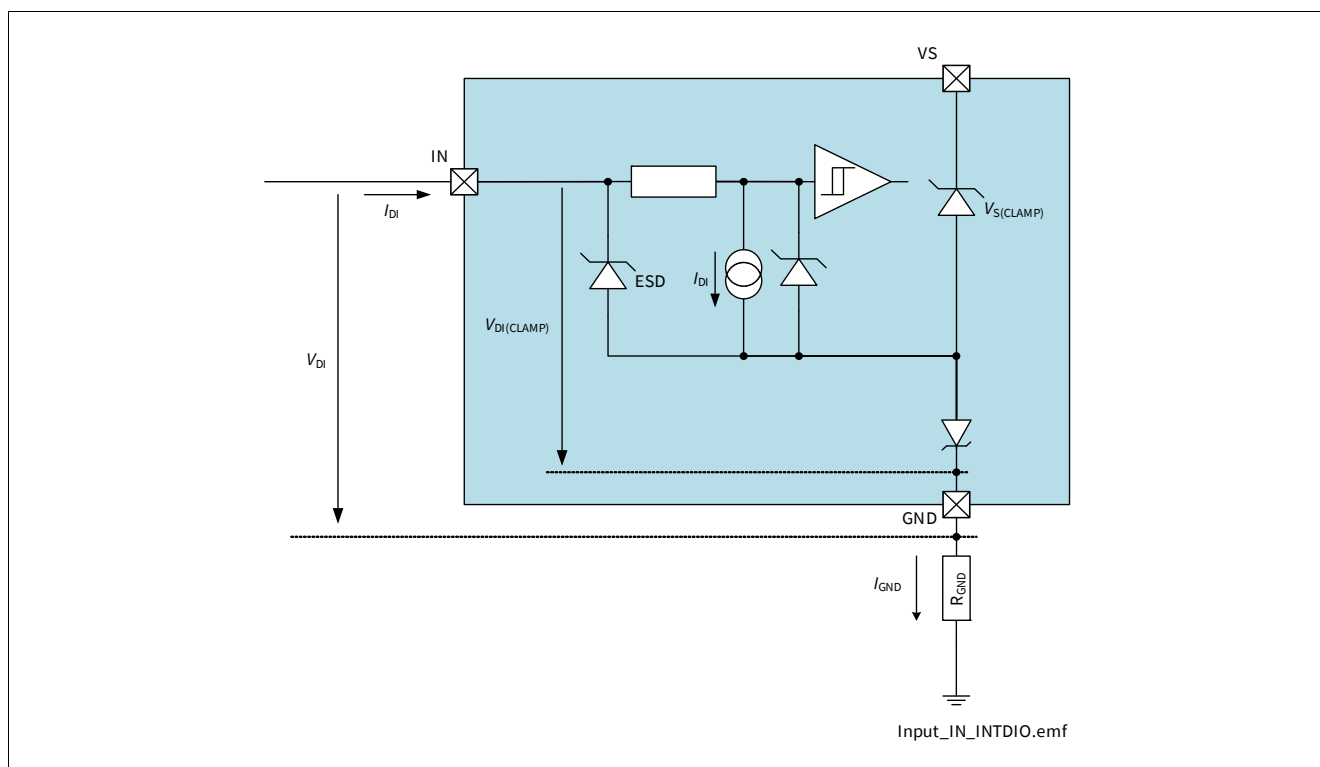 VS
IN
I_DI
V_S(CLAMP)
ESD
I_DI
V_DI(CLAMP)
V_DI
GND
I_GND
R_GND
Input_IN_INTDIO.emf